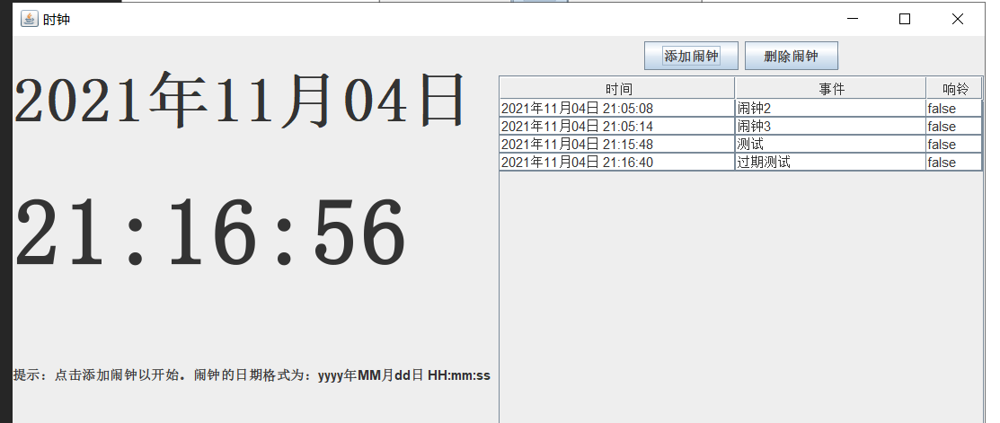 时钟
2021年11月04日
21:16:56
提示：点击添加闹钟以开始。闹钟的日期格式为：yyyy年MM月dd日 HH:mm:ss
添加闹钟 删除闹钟
时间 事件 响铃
2021年11月04日 21:05:08 闹钟2 false
2021年11月04日 21:05:14 闹钟3 false
2021年11月04日 21:15:48 测试 false
2021年11月04日 21:16:40 过期测试 false